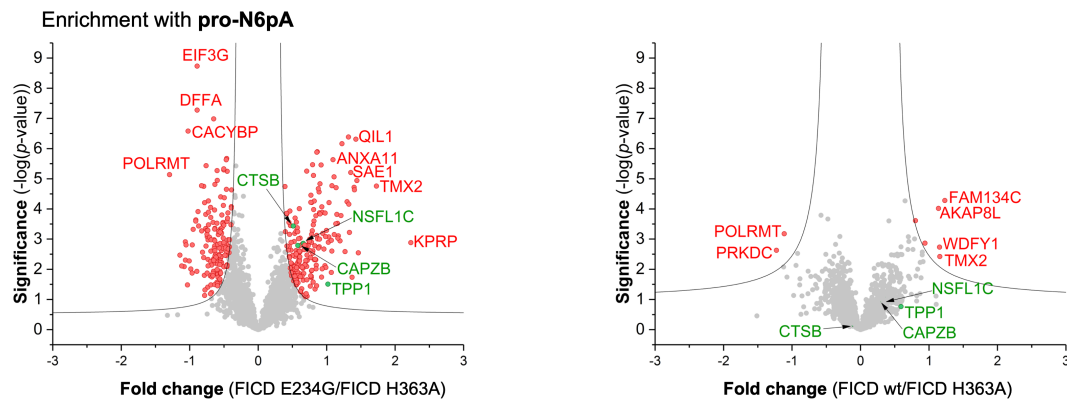 Enrichment with pro-N6pA
Significance (-log(p-value))
9
8
7
6
5
4
3
2
1
0
EIF3G
DFFA
CACYBP
POLRMT
QIL1
ANXA11
SAE1
TMX2
CTSB
NSFL1C
KPRP
CAPZB
TPP1
-3 -2 -1 0 1 2 3
Fold change (FICD E234G/FICD H363A)
Significance (-log(p-value))
9
8
7
6
5
4
3
2
1
0
FAM134C
AKAP8L
POLRMT
PRKDC
WDFY1
TMX2
NSFL1C
TPP1
CTSB
CAPZB
-3 -2 -1 0 1 2 3
Fold change (FICD wt/FICD H363A)